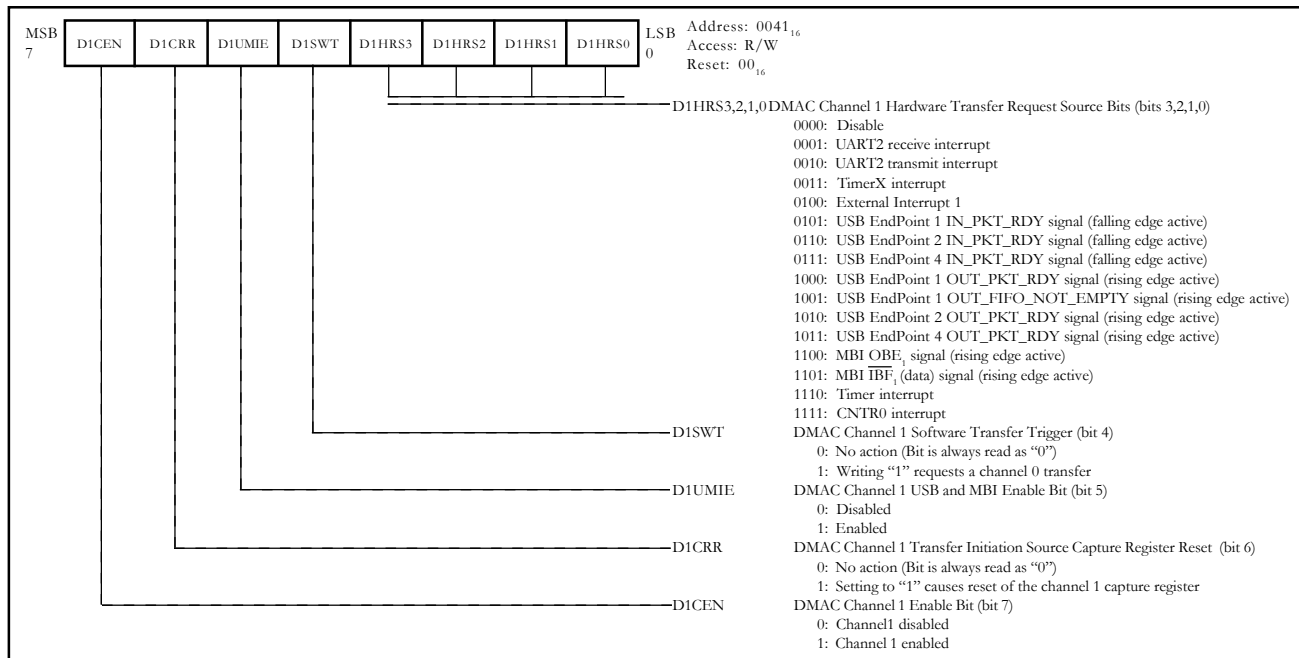 MSB 7 D1CEN D1CRR D1UMIE D1SWT D1HRS3 D1HRS2 D1HRS1 D1HRS0 LSB 0
Address: 0041₁₆
Access: R/W
Reset: 00₁₆
D1HRS3,2,1,0 DMAC Channel 1 Hardware Transfer Request Source Bits (bits 3,2,1,0)
0000: Disable
0001: UART2 receive interrupt
0010: UART2 transmit interrupt
0011: TimerX interrupt
0100: External Interrupt 1
0101: USB EndPoint 1 IN_PKT_RDY signal (falling edge active)
0110: USB EndPoint 2 IN_PKT_RDY signal (falling edge active)
0111: USB EndPoint 4 IN_PKT_RDY signal (falling edge active)
1000: USB EndPoint 1 OUT_PKT_RDY signal (rising edge active)
1001: USB EndPoint 1 OUT_FIFO_NOT_EMPTY signal (rising edge active)
1010: USB EndPoint 2 OUT_PKT_RDY signal (rising edge active)
1011: USB EndPoint 4 OUT_PKT_RDY signal (rising edge active)
1100: MBI OBE₁ signal (rising edge active)
1101: MBI I̅B̅F̅₁ (data) signal (rising edge active)
1110: Timer interrupt
1111: CNTR0 interrupt
D1SWT DMAC Channel 1 Software Transfer Trigger (bit 4)
0: No action (Bit is always read as “0”)
1: Writing “1” requests a channel 0 transfer
D1UMIE DMAC Channel 1 USB and MBI Enable Bit (bit 5)
0: Disabled
1: Enabled
D1CRR DMAC Channel 1 Transfer Initiation Source Capture Register Reset (bit 6)
0: No action (Bit is always read as “0”)
1: Setting to “1” causes reset of the channel 1 capture register
D1CEN DMAC Channel 1 Enable Bit (bit 7)
0: Channel1 disabled
1: Channel 1 enabled